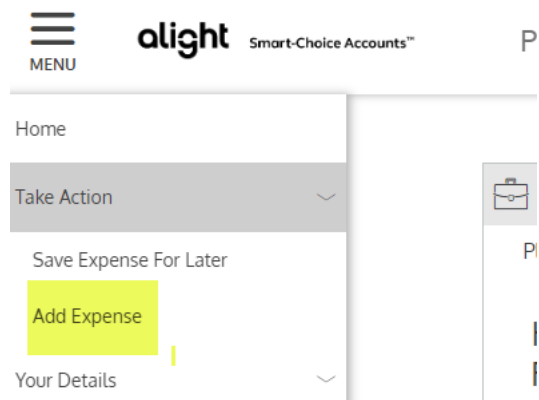 alight Smart-Choice Accounts™
P
MENU
Home
Take Action
Save Expense For Later
P
Add Expense
Your Details